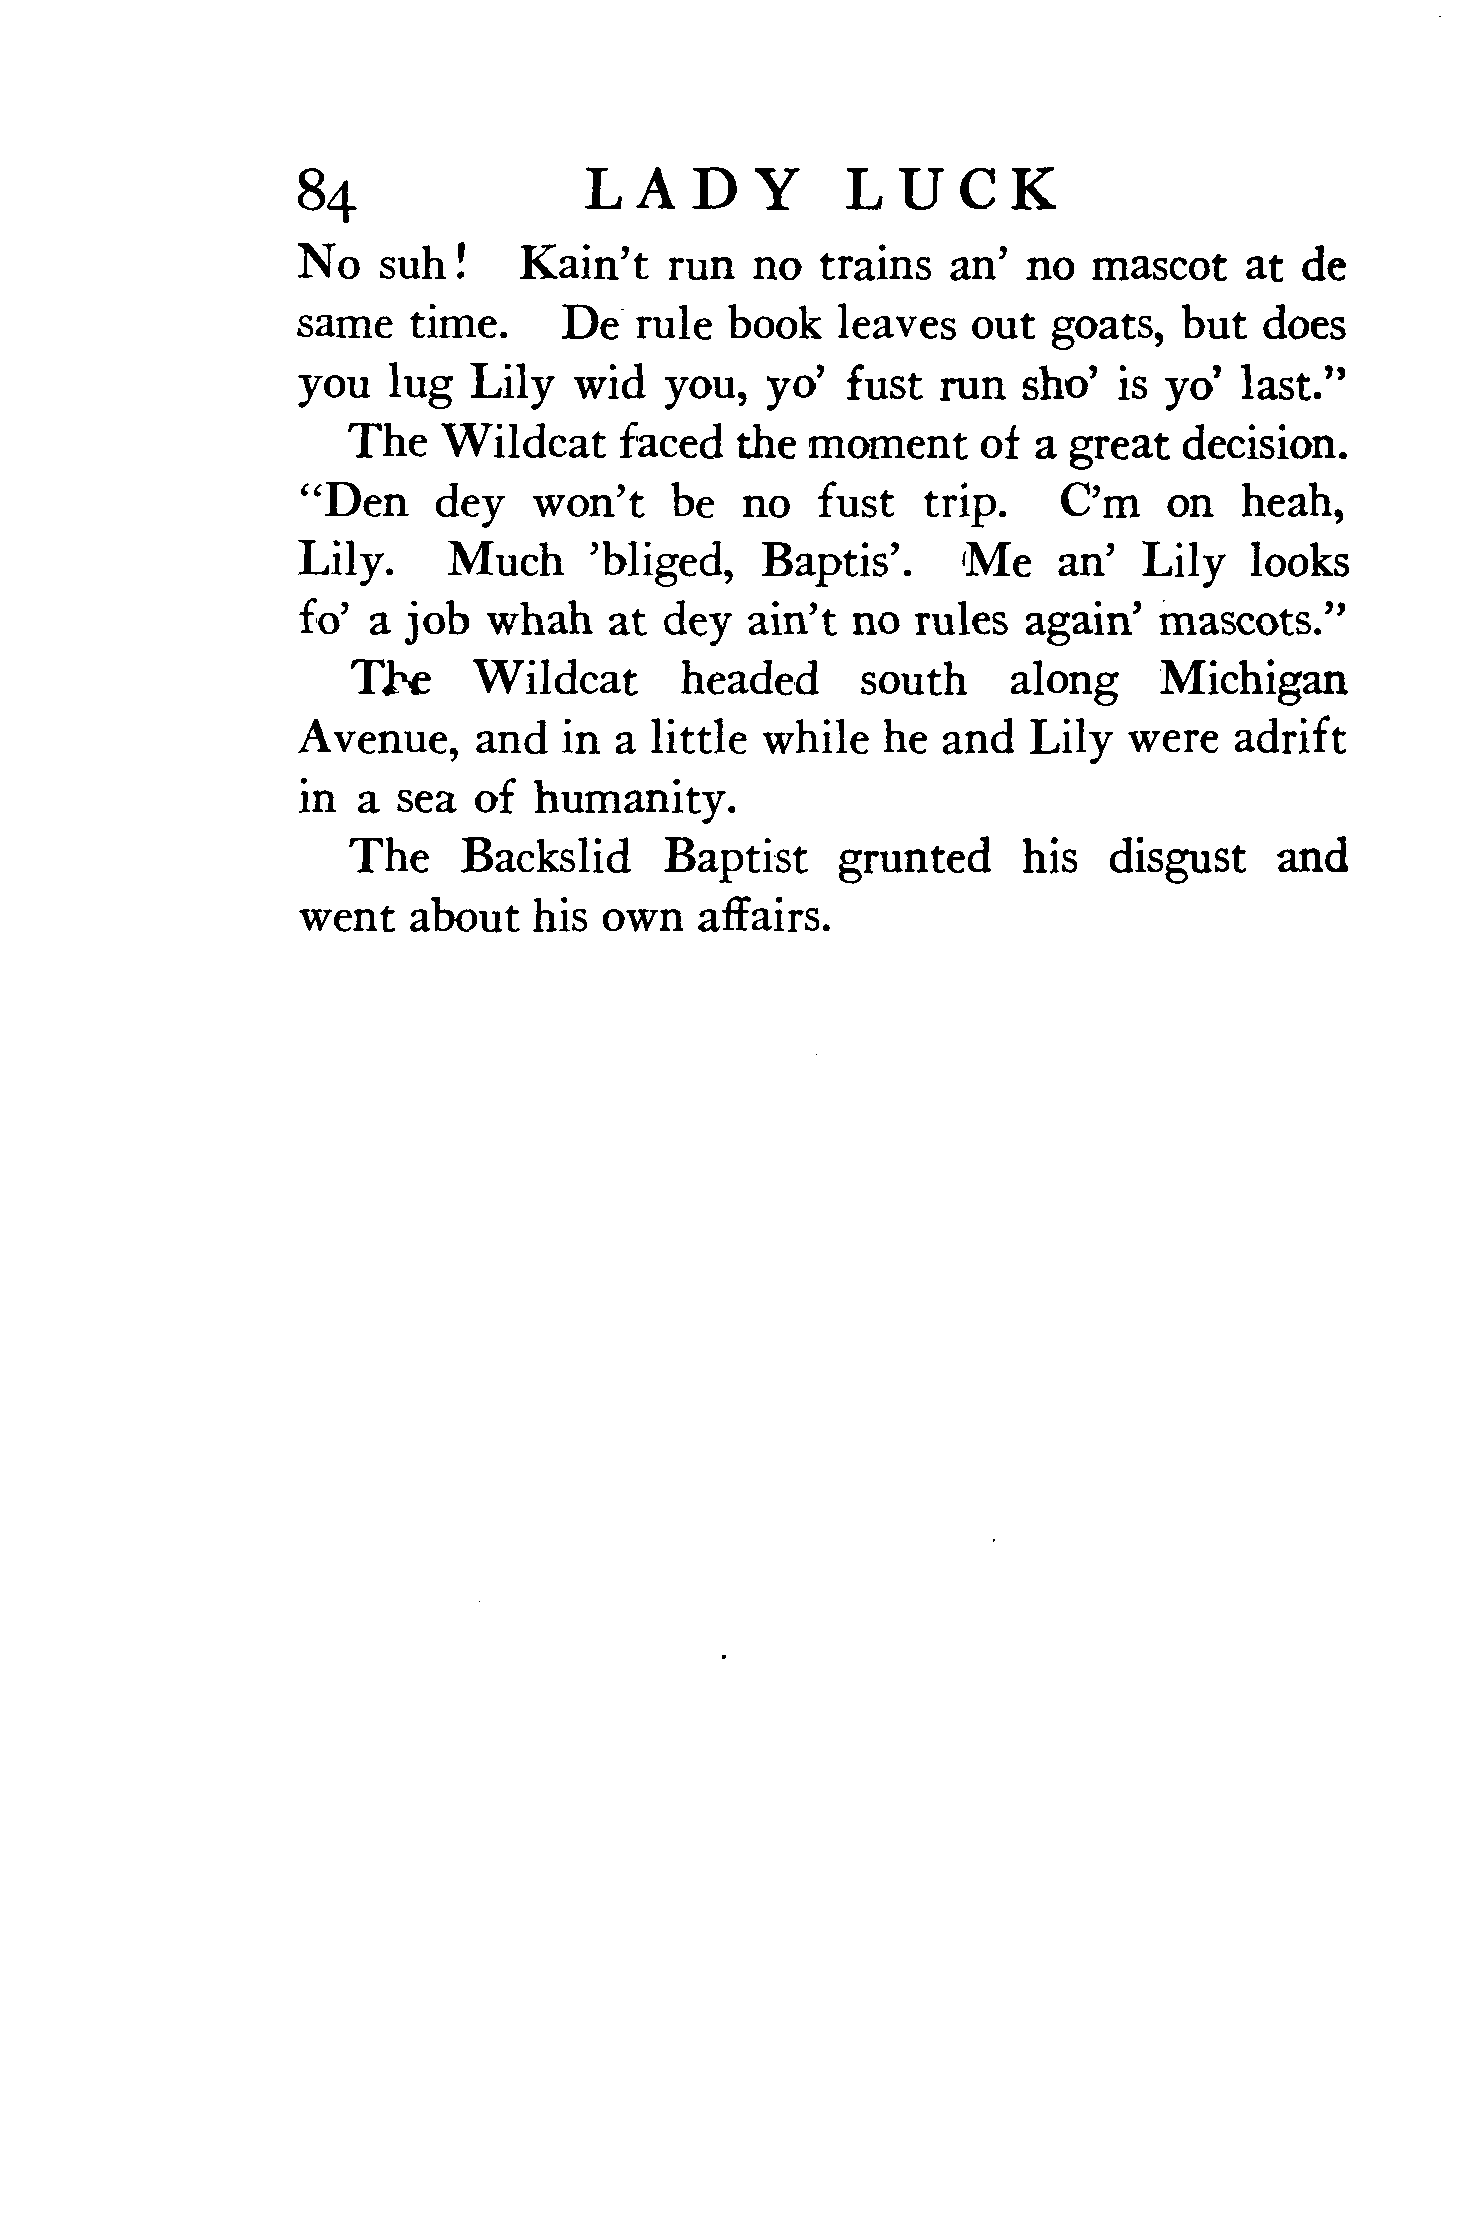 84 LADY LUCK
No suh! Kain't run no trains an' no mascot at de
same time. De rule book leaves out goats, but does
you lug Lily wid you, yo' fust run sho' is yo' last.”
The Wildcat faced the moment of a great decision.
“Den dey won't be no fust trip. C'm on heah,
Lily. Much 'bliged, Baptis'. Me an' Lily looks
fo' a job whah at dey ain't no rules again' mascots.”
The Wildcat headed south along Michigan
Avenue, and in a little while he and Lily were adrift
in a sea of humanity.
The Backslid Baptist grunted his disgust and
went about his own affairs.